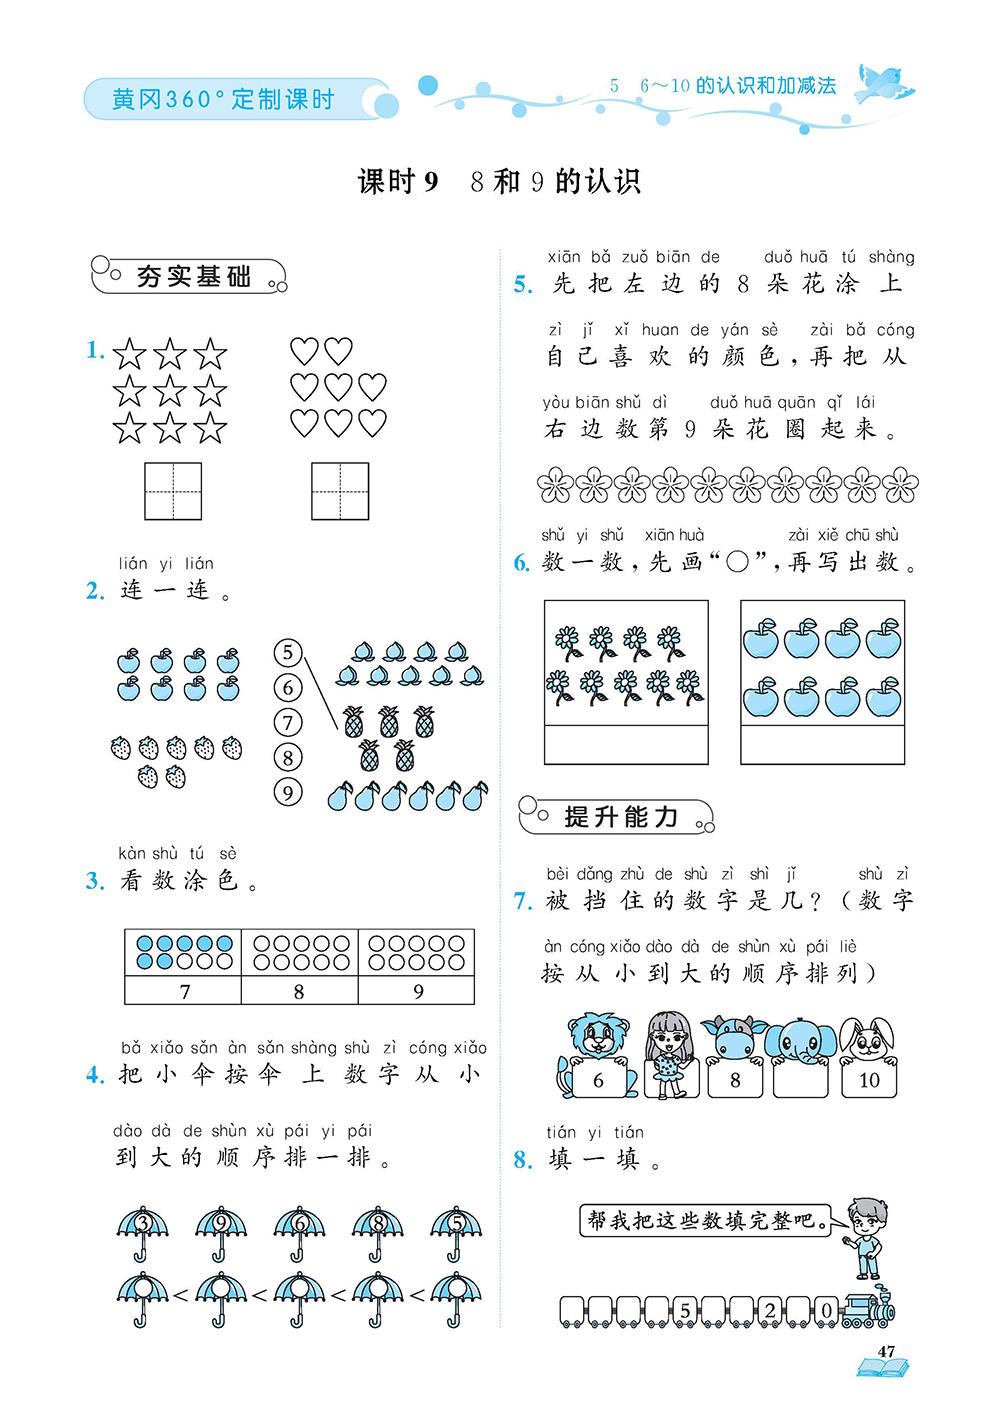 黄冈360°定制课时
5 6～10的认识和加减法
课时9 8和9的认识
夯实基础
1.
lián yi lián
2. 连一连。
5
6
7
8
9
kàn shù tú sè
3. 看数涂色。
7 8 9
bǎ xiǎo sǎn àn sǎn shàng shù zì cóng xiǎo
4. 把小伞按伞上数字从小
dào dà de shùn xù pái yi pái
到大的顺序排一排。
3 9 6 8 5
< < < <
xiān bǎ zuǒ biān de duǒ huā tú shàng
5. 先把左边的8朵花涂上
zì jǐ xǐ huan de yán sè zài bǎ cóng
自己喜欢的颜色，再把从
yòu biān shǔ dì duǒ huā quān qǐ lái
右边数第9朵花圈起来。
shǔ yi shǔ xiān huà zài xiě chū shù
6. 数一数，先画“○”，再写出数。
提升能力
bèi dǎng zhù de shù zì shì jǐ shù zì
7. 被挡住的数字是几？（数字
àn cóng xiǎo dào dà de shùn xù pái liè
按从小到大的顺序排列）
6 8 10
tián yi tián
8. 填一填。
帮我把这些数填完整吧。
5 2 0
47